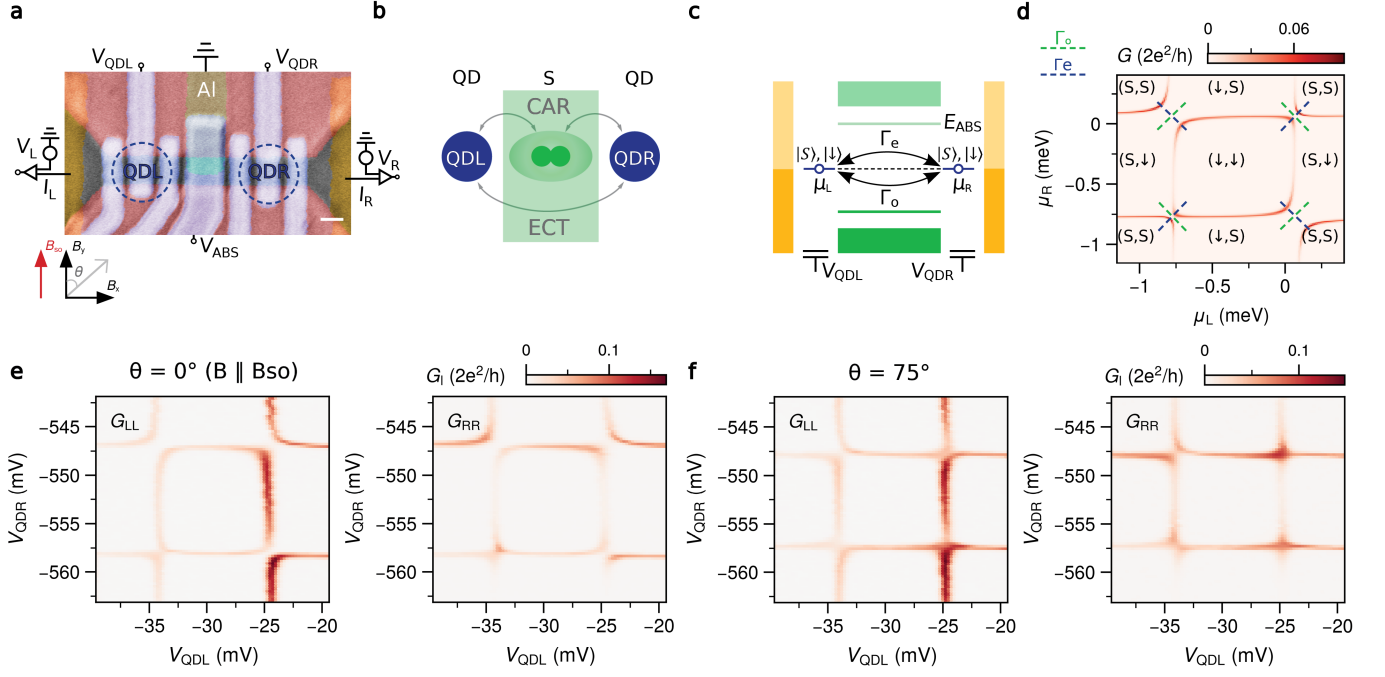 a
V_QDL
V_QDR
Al
V_L
I_L
QDL
QDR
V_R
I_R
V_ABS
B_so
B_y
θ
B_x
b
QD S QD
CAR
QDL
QDR
ECT
c
E_ABS
Γ_e
|S⟩, |↓⟩
|S⟩, |↓⟩
μ_L
μ_R
Γ_o
V_QDL
V_QDR
d
Γ_o
Γe
0 0.06
G (2e²/h)
(S,S) (↓,S) (S,S)
(S,↓) (↓,↓) (S,↓)
(S,S) (↓,S) (S,S)
0
−0.5
−1
μ_R (meV)
−1 −0.5 0
μ_L (meV)
e
θ = 0° (B ∥ Bso)
G_LL
−545
−550
−555
−560
V_QDR (mV)
−35 −30 −25 −20
V_QDL (mV)
0 0.1
G_l (2e²/h)
G_RR
−545
−550
−555
−560
V_QDR (mV)
−35 −30 −25 −20
V_QDL (mV)
f
θ = 75°
G_LL
−545
−550
−555
−560
V_QDR (mV)
−35 −30 −25 −20
V_QDL (mV)
0 0.1
G_l (2e²/h)
G_RR
−545
−550
−555
−560
V_QDR (mV)
−35 −30 −25 −20
V_QDL (mV)